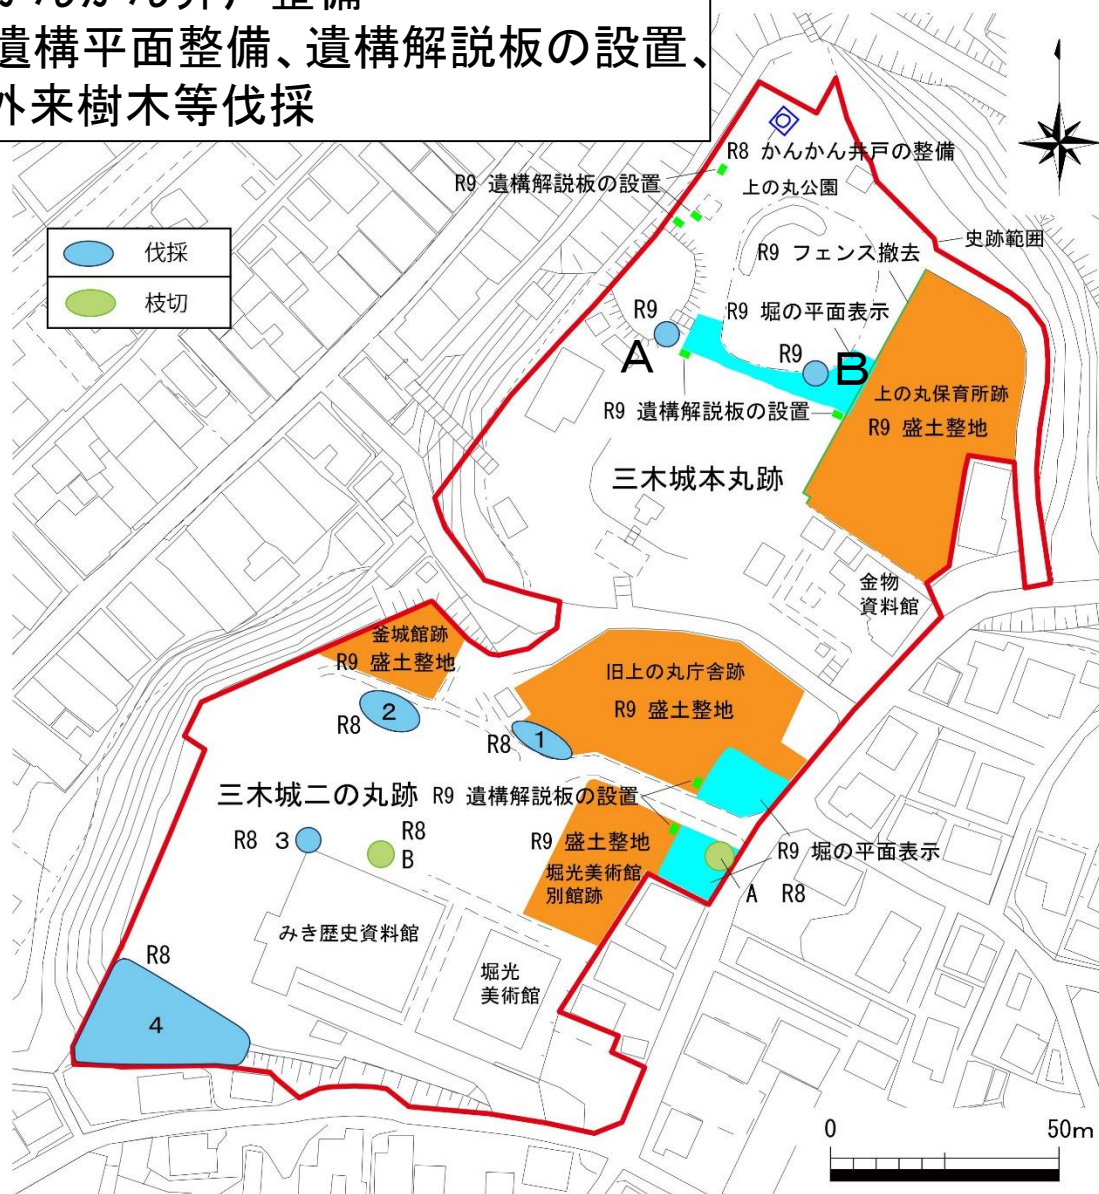 かんかん井戸整備
遺構平面整備、遺構解説板の設置、
外来樹木等伐採
R8 かんかん井戸の整備
R9 遺構解説板の設置
上の丸公園
史跡範囲
伐採
枝切
R9 フェンス撤去
R9 堀の平面表示
R9
A
R9
B
上の丸保育所跡
R9 盛土整地
R9 遺構解説板の設置
三木城本丸跡
金物
資料館
釜城館跡
R9 盛土整地
旧上の丸庁舎跡
R9 盛土整地
2
R8
R8
1
三木城二の丸跡
R9 遺構解説板の設置
R8 3
R8
B
R9 盛土整地
堀光美術館
別館跡
R9 堀の平面表示
A R8
みき歴史資料館
堀光
美術館
R8
4
0
50m